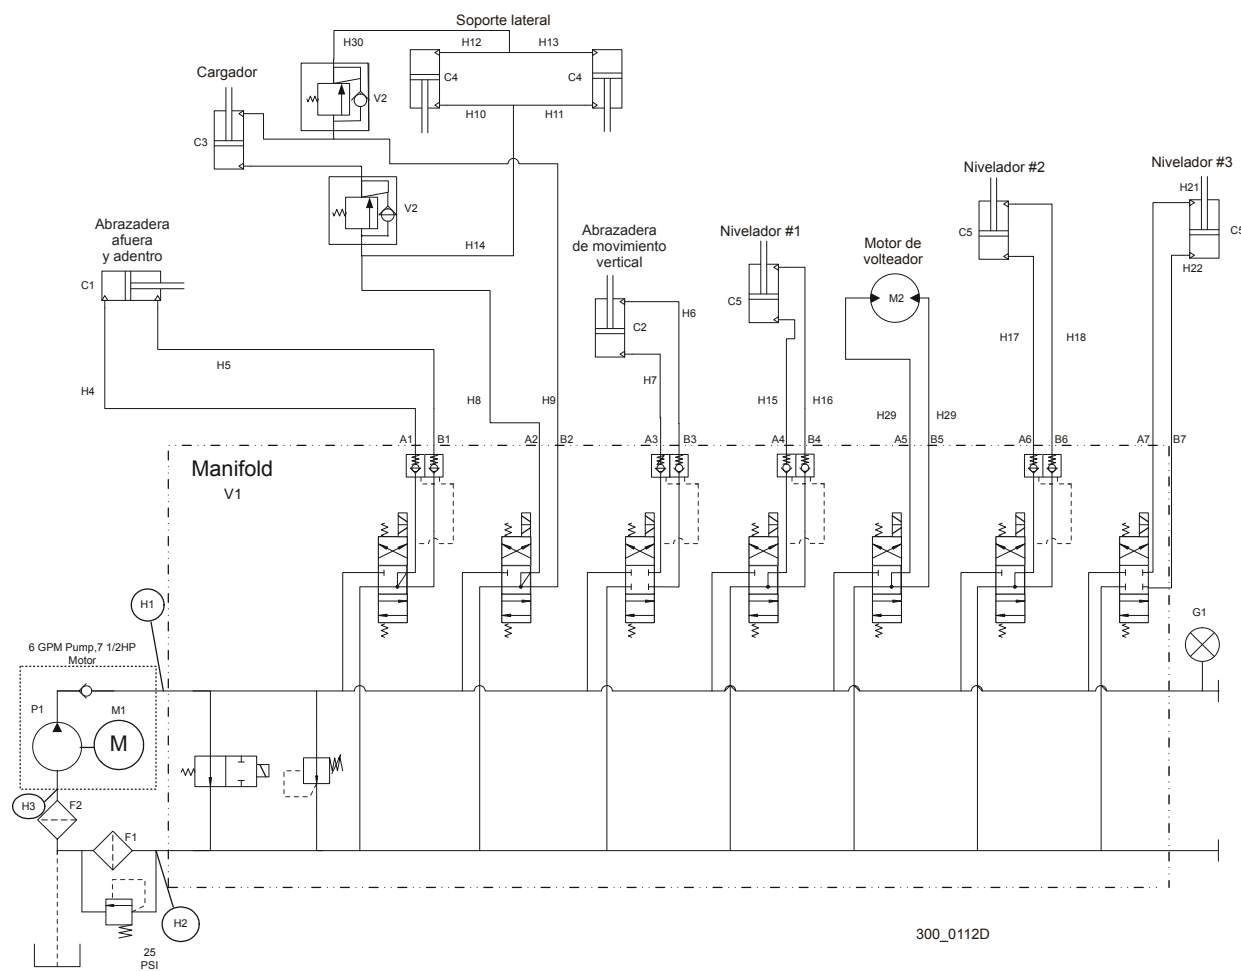 Soporte lateral
H30
H12
H13
Cargador
C4
C4
V2
H10
H11
C3
Nivelador #2
Nivelador #3
H21
V2
Abrazadera
afuera
y adentro
Abrazadera
de movimiento
vertical
Nivelador #1
Motor de
volteador
C5
C5
H14
H22
C1
C5
M2
H6
C2
H17
H18
H5
H7
H4
H8
H9
H15
H16
H29
H29
A1
B1
A2
B2
A3
B3
A4
B4
A5
B5
A6
B6
A7
B7
Manifold
V1
H1
G1
6 GPM Pump,7 1/2HP
Motor
P1
M1
M
H3
F2
F1
H2
300_0112D
25
PSI